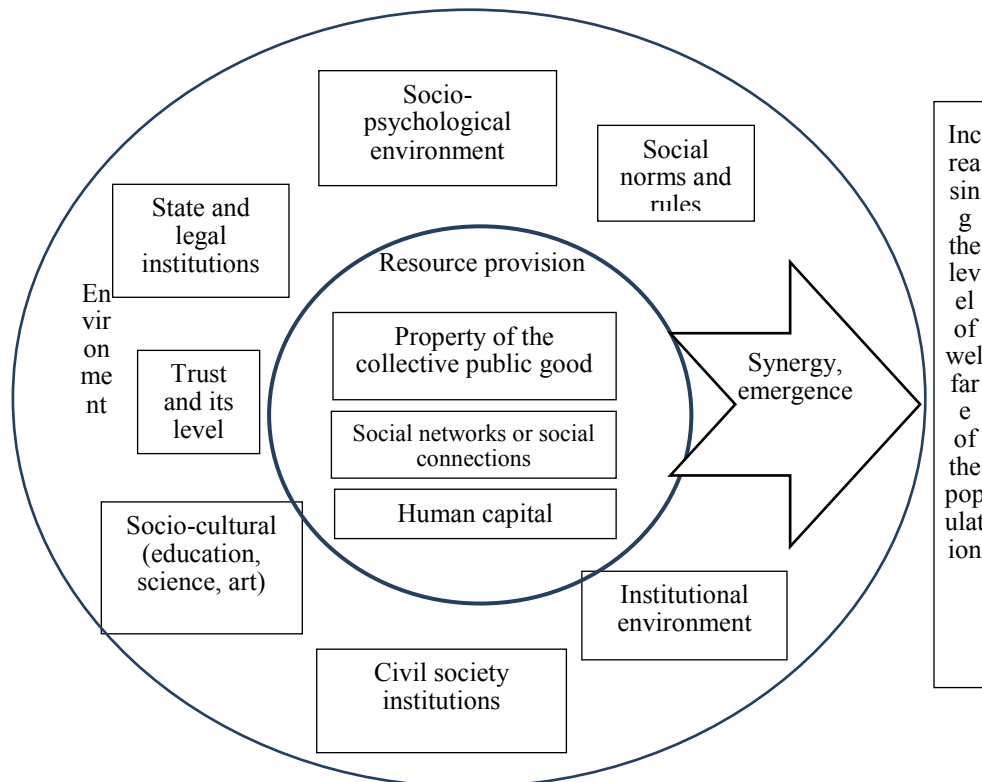 Socio-
psychological
environment
Social
norms and
rules
State and
legal
institutions
Resource provision
En
vir
on
me
nt
Property of the
collective public good
Trust
and its
level
Social networks or social
connections
Human capital
Synergy,
emergence
Socio-cultural
(education,
science, art)
Institutional
environment
Civil society
institutions
Inc
rea
sin
g
the
lev
el
of
wel
far
e
of
the
pop
ulat
ion